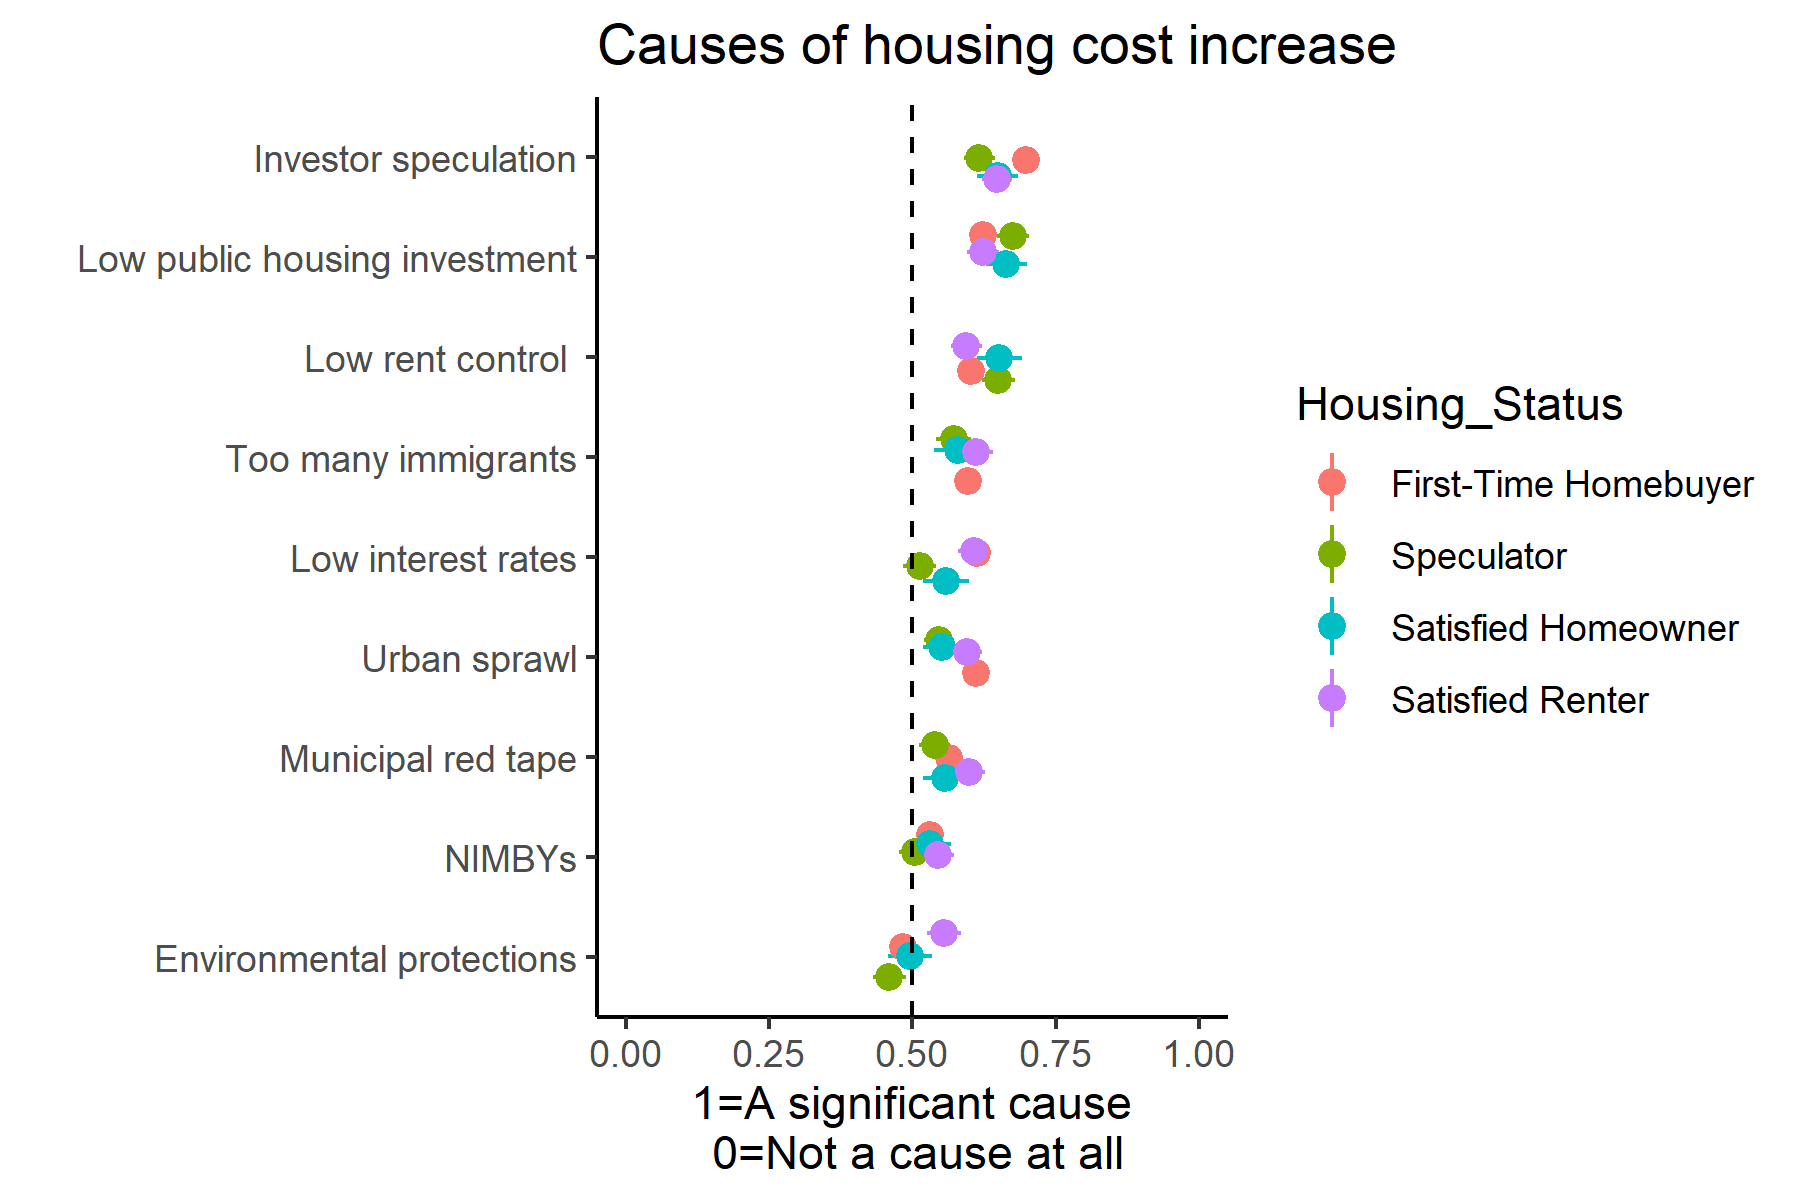 Causes of housing cost increase
Investor speculation
Low public housing investment
Low rent control
Too many immigrants
Low interest rates
Urban sprawl
Municipal red tape
NIMBYs
Environmental protections
0.00 0.25 0.50 0.75 1.00
1=A significant cause
0=Not a cause at all
Housing_Status
First-Time Homebuyer
Speculator
Satisfied Homeowner
Satisfied Renter